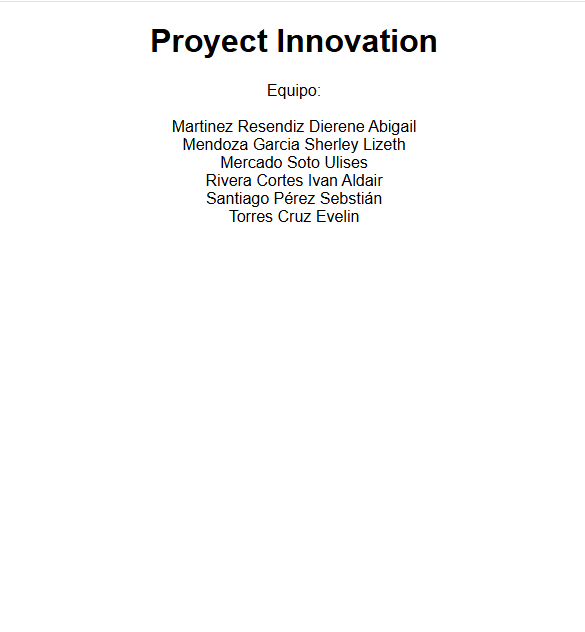 Proyect Innovation
Equipo:
Martinez Resendiz Dierene Abigail
Mendoza Garcia Sherley Lizeth
Mercado Soto Ulises
Rivera Cortes Ivan Aldair
Santiago Pérez Sebstián
Torres Cruz Evelin